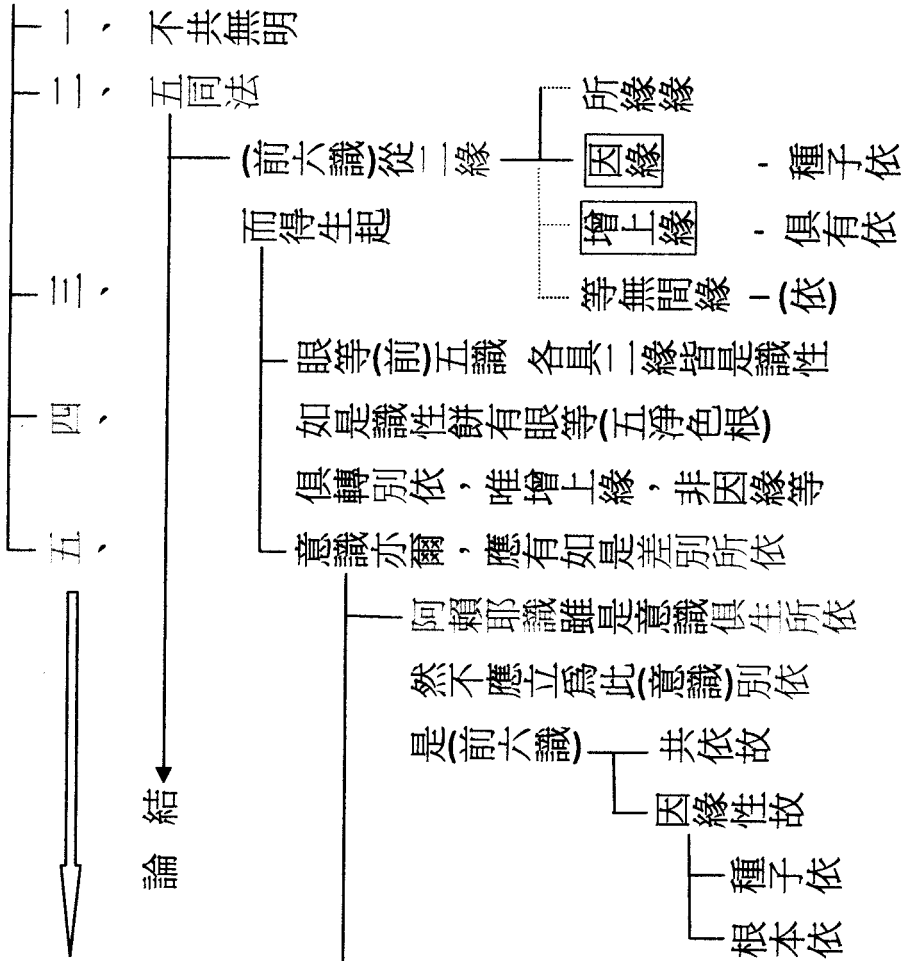 一、不共無明
二、五同法
(前六識)從二緣
所緣緣
因緣 - 種子依
而得生起
增上緣 - 俱有依
三、
等無間緣 - (依)
眼等(前)五識 各具二緣皆是識性
四、
如是識性餅有眼等(五淨色根)
俱轉別依，唯增上緣，非因緣等
五、
意識亦爾，應有如是差別所依
阿賴耶識雖是意識俱生所依
然不應立爲此(意識)別依
是(前六識)
共依故
因緣性故
種子依
根本依
結論